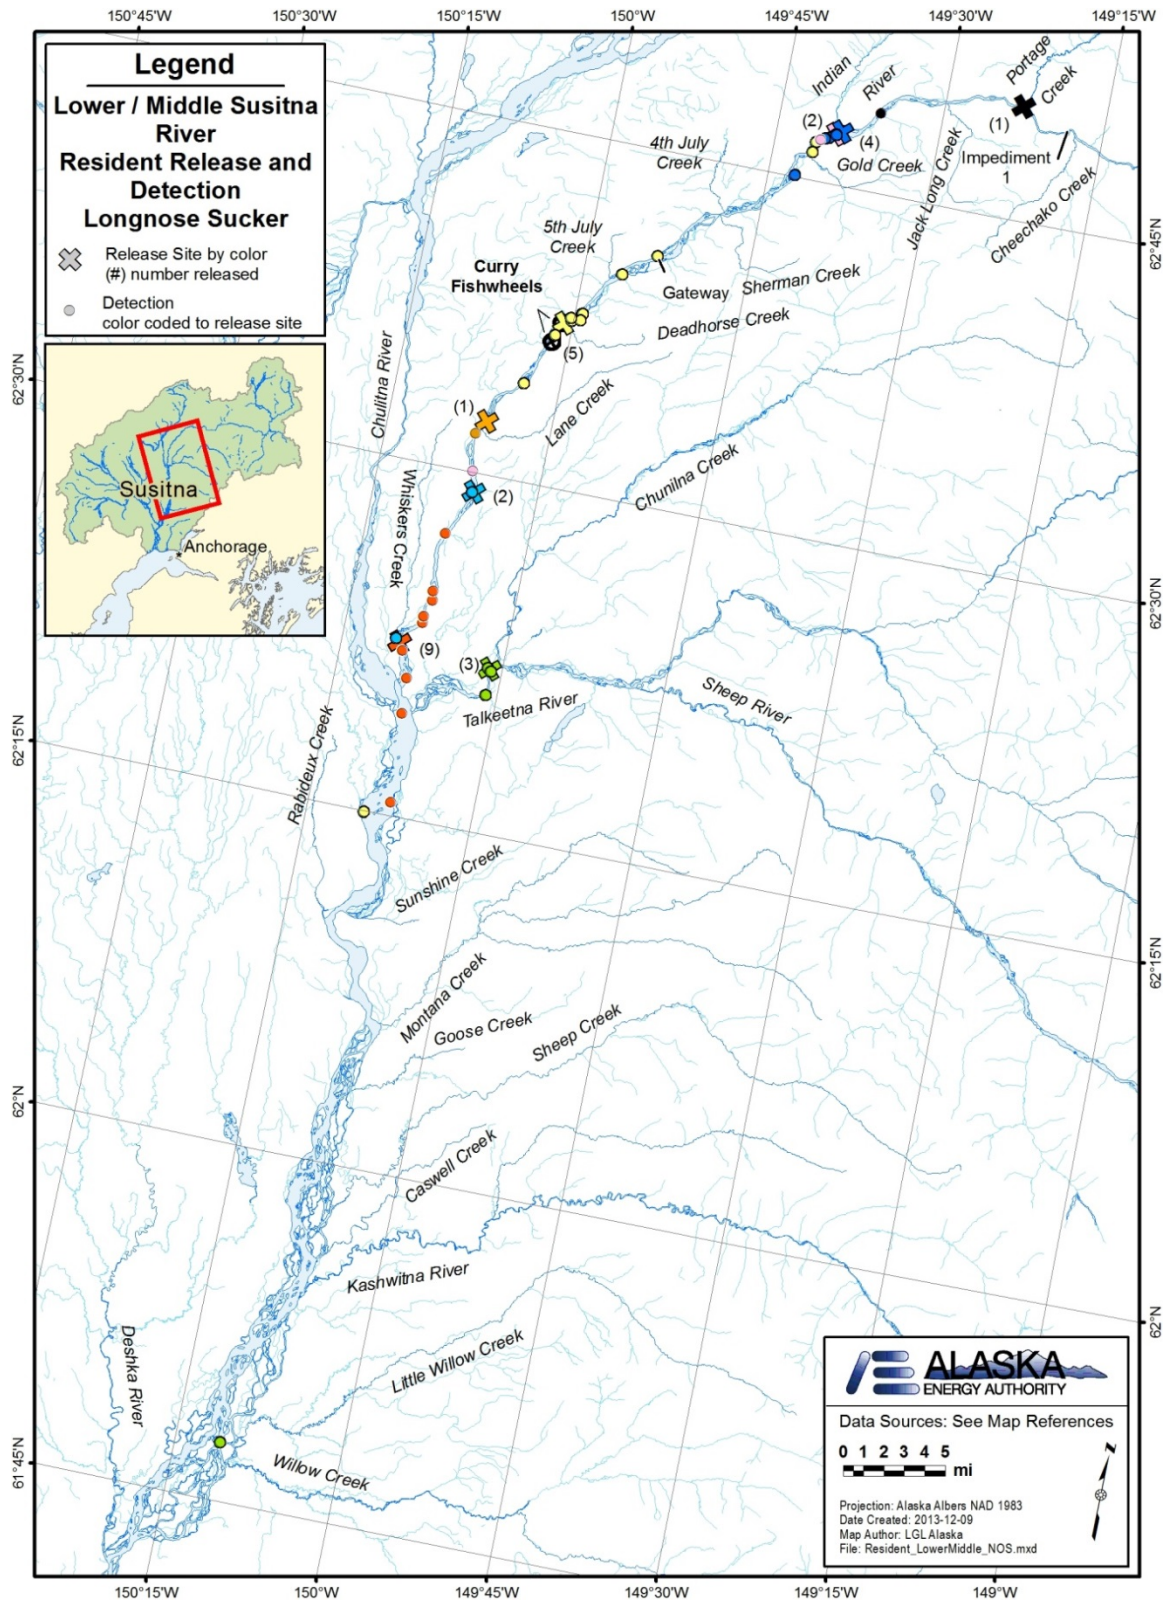 150°45'W 150°30'W 150°15'W 150°W 149°45'W 149°30'W 149°15'W
Legend
Lower / Middle Susitna
River
Resident Release and
Detection
Longnose Sucker
Release Site by color
(#) number released
Detection
color coded to release site
Susitna
Anchorage
Indian
River
Portage
Creek
(2)
(4)
(1)
4th July
Creek
Gold Creek
Jack Long Creek
Impediment
1
Cheechako Creek
62°45'N
5th July
Creek
Curry
Fishwheels
Gateway
Sherman Creek
Deadhorse Creek
(5)
62°30'N
Chulitna River
(1)
Lane Creek
Chunilna Creek
Whiskers Creek
(2)
62°30'N
(9)
(3)
Talkeetna River
Sheep River
62°15'N
Rabideux Creek
Sunshine Creek
62°15'N
Montana Creek
Goose Creek
Sheep Creek
62°N
Caswell Creek
Kashwitna River
62°N
Deshka River
Little Willow Creek
61°45'N
Willow Creek
ALASKA
ENERGY AUTHORITY
Data Sources: See Map References
0 1 2 3 4 5
mi
N
Projection: Alaska Albers NAD 1983
Date Created: 2013-12-09
Map Author: LGL Alaska
File: Resident_LowerMiddle_NOS.mxd
150°15'W 150°W 149°45'W 149°30'W 149°15'W 149°W